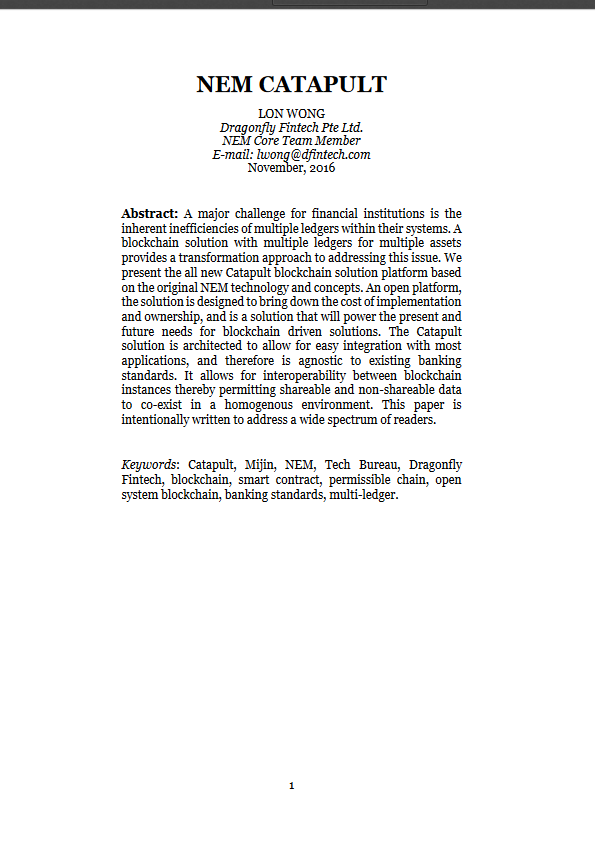 NEM CATAPULT
LON WONG
Dragonfly Fintech Pte Ltd.
NEM Core Team Member
E-mail: lwong@dfintech.com
November, 2016
Abstract: A major challenge for financial institutions is the
inherent inefficiencies of multiple ledgers within their systems. A
blockchain solution with multiple ledgers for multiple assets
provides a transformation approach to addressing this issue. We
present the all new Catapult blockchain solution platform based
on the original NEM technology and concepts. An open platform,
the solution is designed to bring down the cost of implementation
and ownership, and is a solution that will power the present and
future needs for blockchain driven solutions. The Catapult
solution is architected to allow for easy integration with most
applications, and therefore is agnostic to existing banking
standards. It allows for interoperability between blockchain
instances thereby permitting shareable and non-shareable data
to co-exist in a homogenous environment. This paper is
intentionally written to address a wide spectrum of readers.
Keywords: Catapult, Mijin, NEM, Tech Bureau, Dragonfly
Fintech, blockchain, smart contract, permissible chain, open
system blockchain, banking standards, multi-ledger.
1